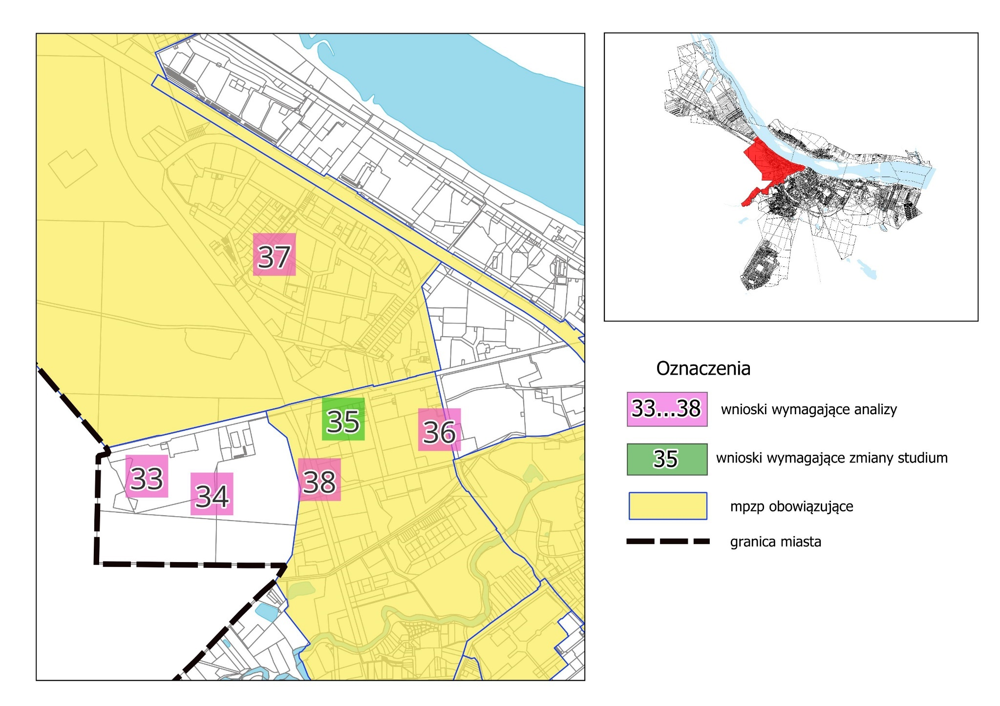 37
35
36
33
34
38
Oznaczenia
33...38 wnioski wymagające analizy
35 wnioski wymagające zmiany studium
mpzp obowiązujące
granica miasta